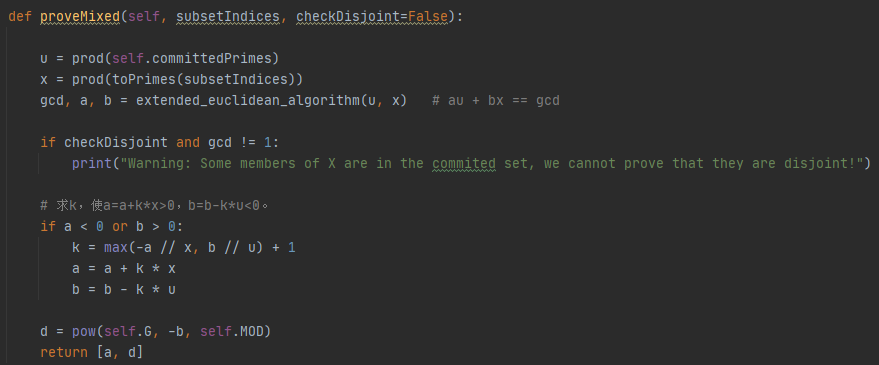 def proveMixed(self, subsetIndices, checkDisjoint=False):
u = prod(self.committedPrimes)
x = prod(toPrimes(subsetIndices))
gcd, a, b = extended_euclidean_algorithm(u, x)   # au + bx == gcd
if checkDisjoint and gcd != 1:
print("Warning: Some members of X are in the commited set, we cannot prove that they are disjoint!")
# 求k，使a=a+k*x>0，b=b-k*u<0。
if a < 0 or b > 0:
k = max(-a // x, b // u) + 1
a = a + k * x
b = b - k * u
d = pow(self.G, -b, self.MOD)
return [a, d]